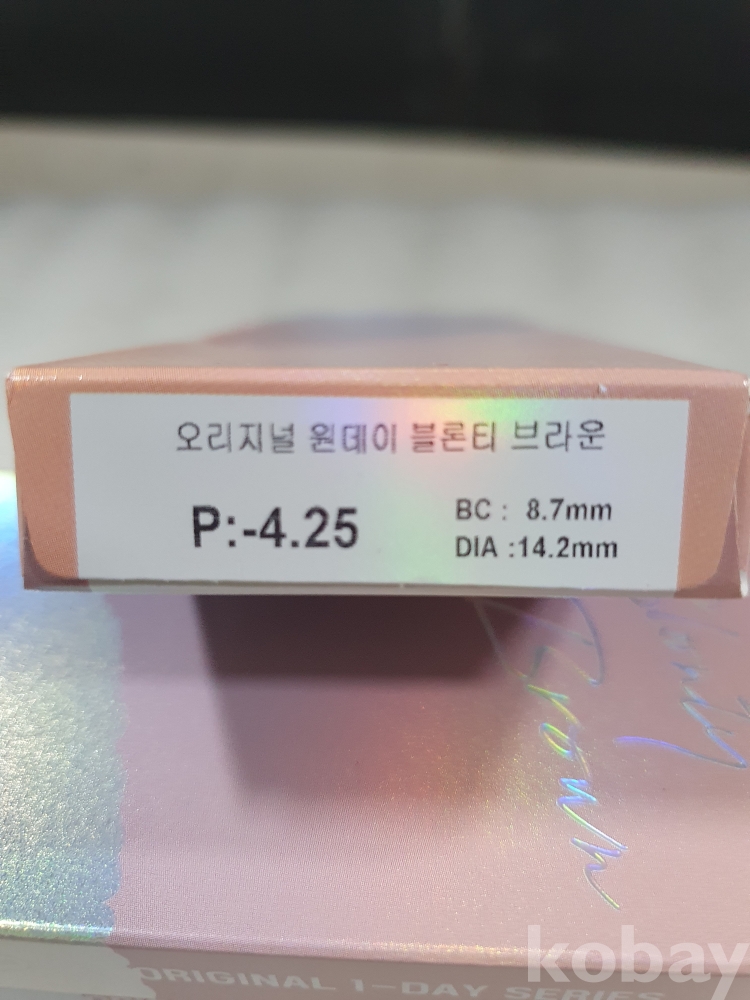 오리지널 원데이 블론티 브라운
P:-4.25
BC : 8.7mm
DIA :14.2mm
Brown
kobay
ORIGINAL 1-DAY SERIES